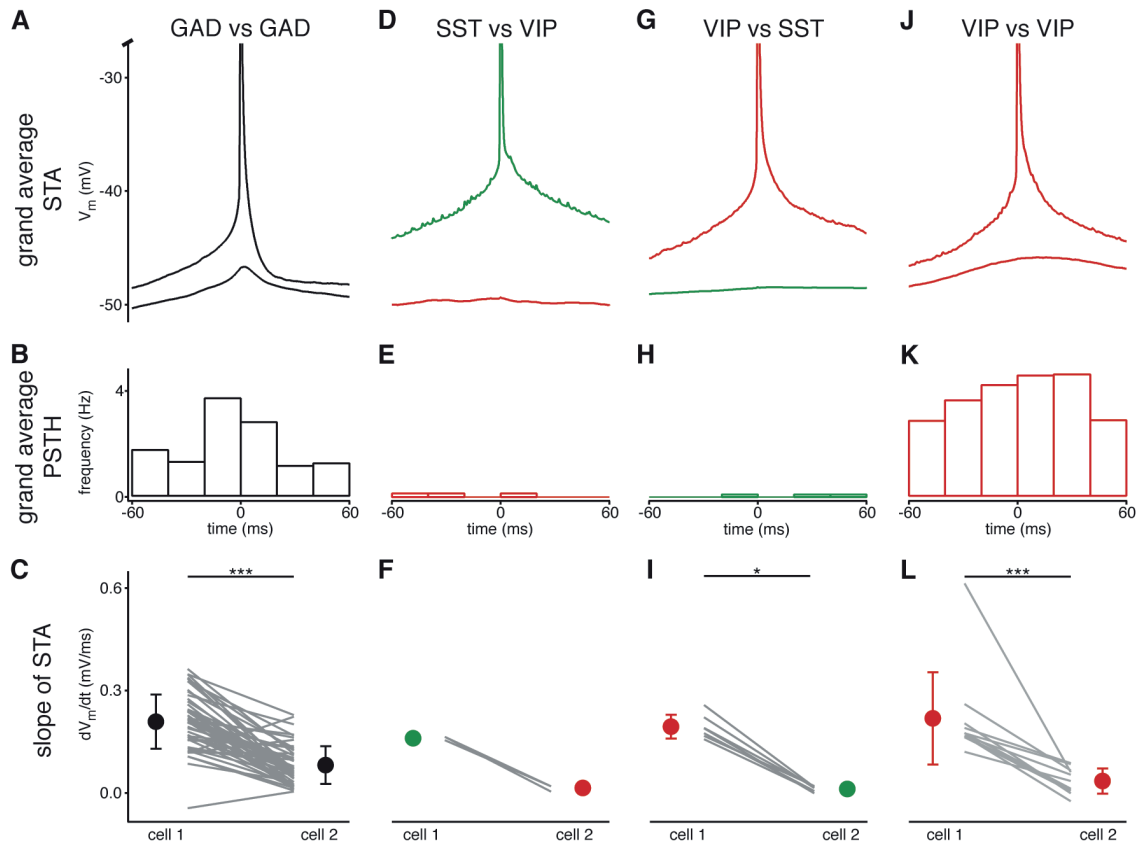 A GAD vs GAD D SST vs VIP G VIP vs SST J VIP vs VIP
grand average
STA
Vm (mV)
-30
-40
-50
B E H K
grand average
PSTH
frequency (Hz)
4
0
-60 0 60 -60 0 60 -60 0 60 -60 0 60
time (ms) time (ms) time (ms) time (ms)
C *** F I * L ***
slope of STA
dVm/dt (mV/ms)
0.6
0.3
0.0
cell 1 cell 2 cell 1 cell 2 cell 1 cell 2 cell 1 cell 2